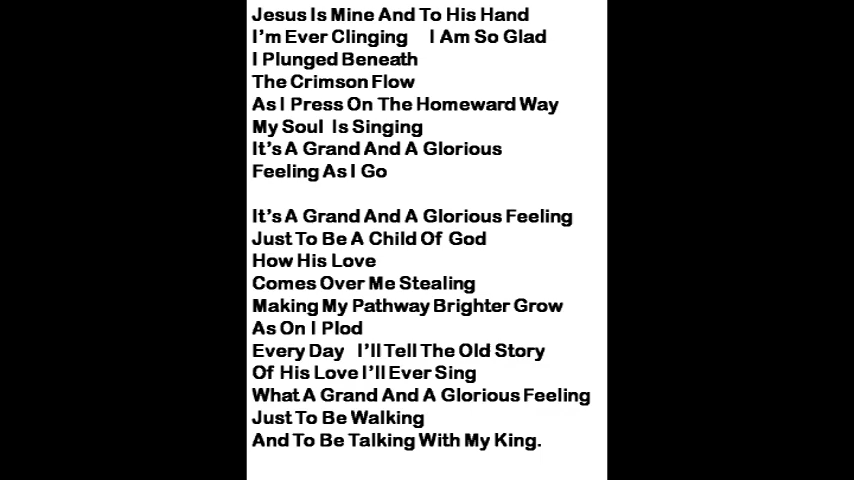 Jesus Is Mine And To His Hand
I'm Ever Clinging I Am So Glad
I Plunged Beneath
The Crimson Flow
As I Press On The Homeward Way
My Soul Is Singing
It's A Grand And A Glorious
Feeling As I Go
It's A Grand And A Glorious Feeling
Just To Be A Child Of God
How His Love
Comes Over Me Stealing
Making My Pathway Brighter Grow
As On I Plod
Every Day I'll Tell The Old Story
Of His Love I'll Ever Sing
What A Grand And A Glorious Feeling
Just To Be Walking
And To Be Talking With My King.